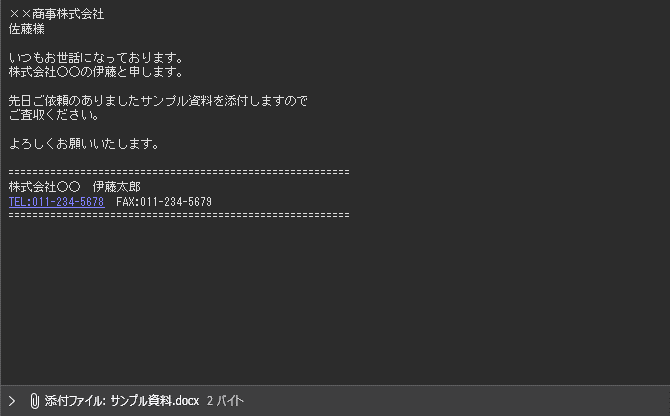 ××商事株式会社
佐藤様
いつもお世話になっております。
株式会社〇〇の伊藤と申します。
先日ご依頼のありましたサンプル資料を添付しますので
ご査収ください。
よろしくお願いいたします。
=========================================================
株式会社〇〇　伊藤太郎
TEL:011-234-5678　FAX:011-234-5679
=========================================================
添付ファイル: サンプル資料.docx 2 バイト